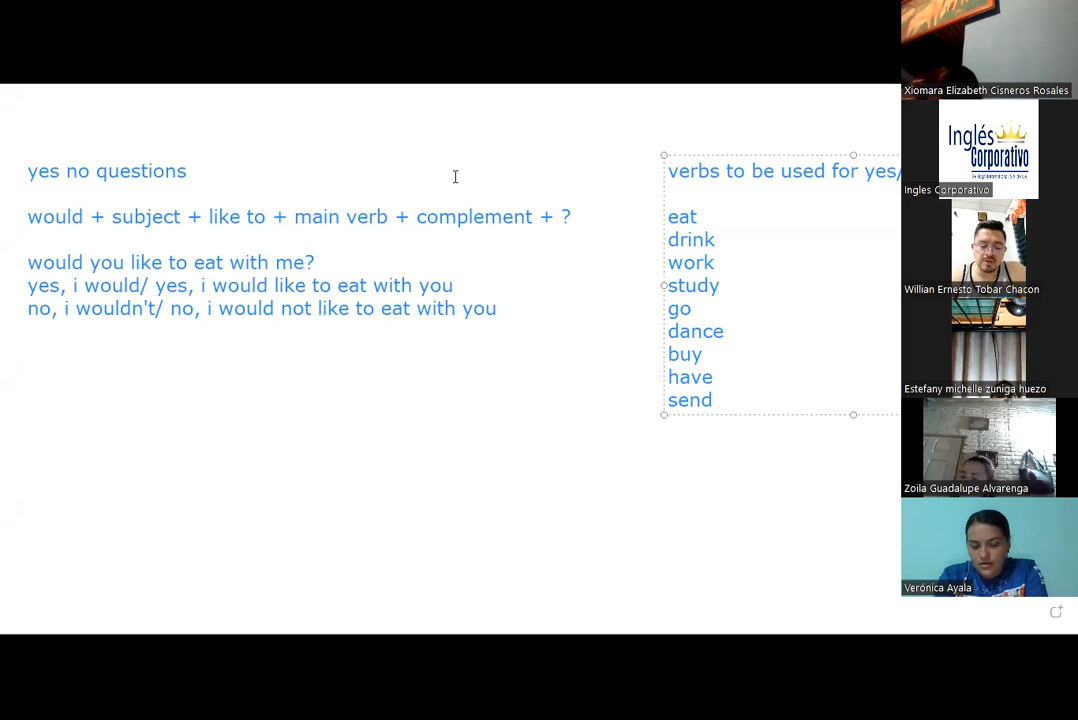 yes no questions
would + subject + like to + main verb + complement + ?
would you like to eat with me?
yes, i would/ yes, i would like to eat with you
no, i wouldn't/ no, i would not like to eat with you
verbs to be used for yes/
eat
drink
work
study
go
dance
buy
have
send
Xiomara Elizabeth Cisneros Rosales
Inglés
Corporativo
Ingles Corporativo
Willian Ernesto Tobar Chacon
Estefany michelle zuniga huezo
Zoila Guadalupe Alvarenga
Verónica Ayala